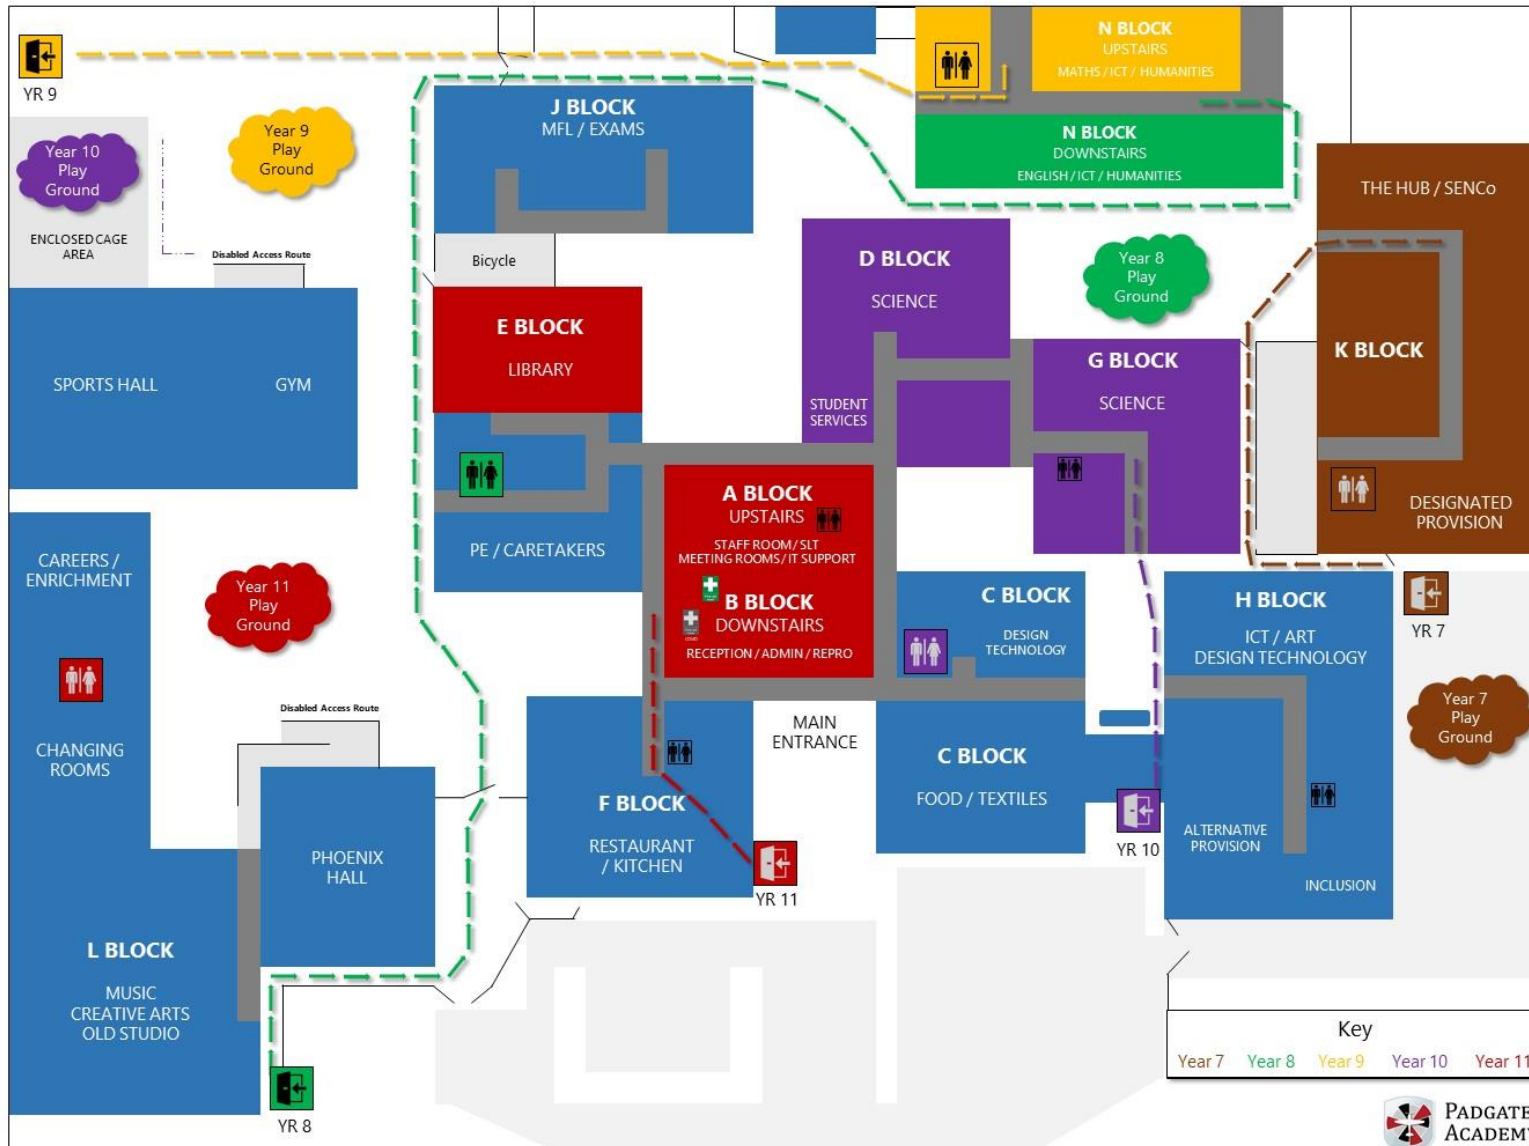 YR 9
Year 9
Play
Ground
Year 10
Play
Ground
ENCLOSED CAGE
AREA
Disabled Access Route
SPORTS HALL
GYM
J BLOCK
MFL / EXAMS
Bicycle
E BLOCK
LIBRARY
PE / CARETAKERS
N BLOCK
UPSTAIRS
MATHS / ICT / HUMANITIES
N BLOCK
DOWNSTAIRS
ENGLISH / ICT / HUMANITIES
D BLOCK
SCIENCE
STUDENT
SERVICES
Year 8
Play
Ground
G BLOCK
SCIENCE
THE HUB / SENCo
K BLOCK
DESIGNATED
PROVISION
CAREERS /
ENRICHMENT
Year 11
Play
Ground
CHANGING
ROOMS
Disabled Access Route
A BLOCK
UPSTAIRS
STAFF ROOM / SLT
MEETING ROOMS / IT SUPPORT
B BLOCK
DOWNSTAIRS
RECEPTION / ADMIN / REPRO
C BLOCK
DESIGN
TECHNOLOGY
H BLOCK
ICT / ART
DESIGN TECHNOLOGY
YR 7
Year 7
Play
Ground
MAIN
ENTRANCE
C BLOCK
FOOD / TEXTILES
YR 10
ALTERNATIVE
PROVISION
INCLUSION
F BLOCK
RESTAURANT
/ KITCHEN
YR 11
PHOENIX
HALL
L BLOCK
MUSIC
CREATIVE ARTS
OLD STUDIO
YR 8
Key
Year 7 Year 8 Year 9 Year 10 Year 11
PADGATE
ACADEMY